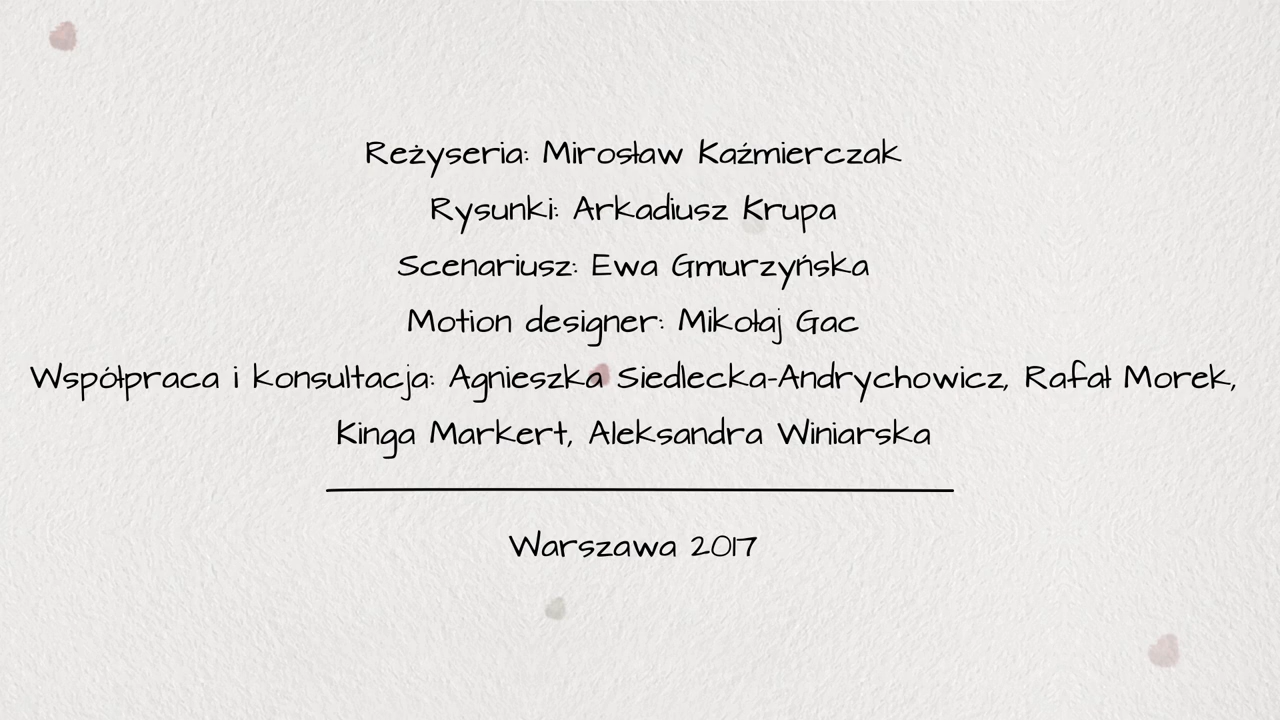 Reżyseria: Mirosław Kaźmierczak
Rysunki: Arkadiusz Krupa
Scenariusz: Ewa Gmurzyńska
Motion designer: Mikołaj Gac
Współpraca i konsultacja: Agnieszka Siedlecka-Andrychowicz, Rafał Morek,
Kinga Markert, Aleksandra Winiarska
Warszawa 2017